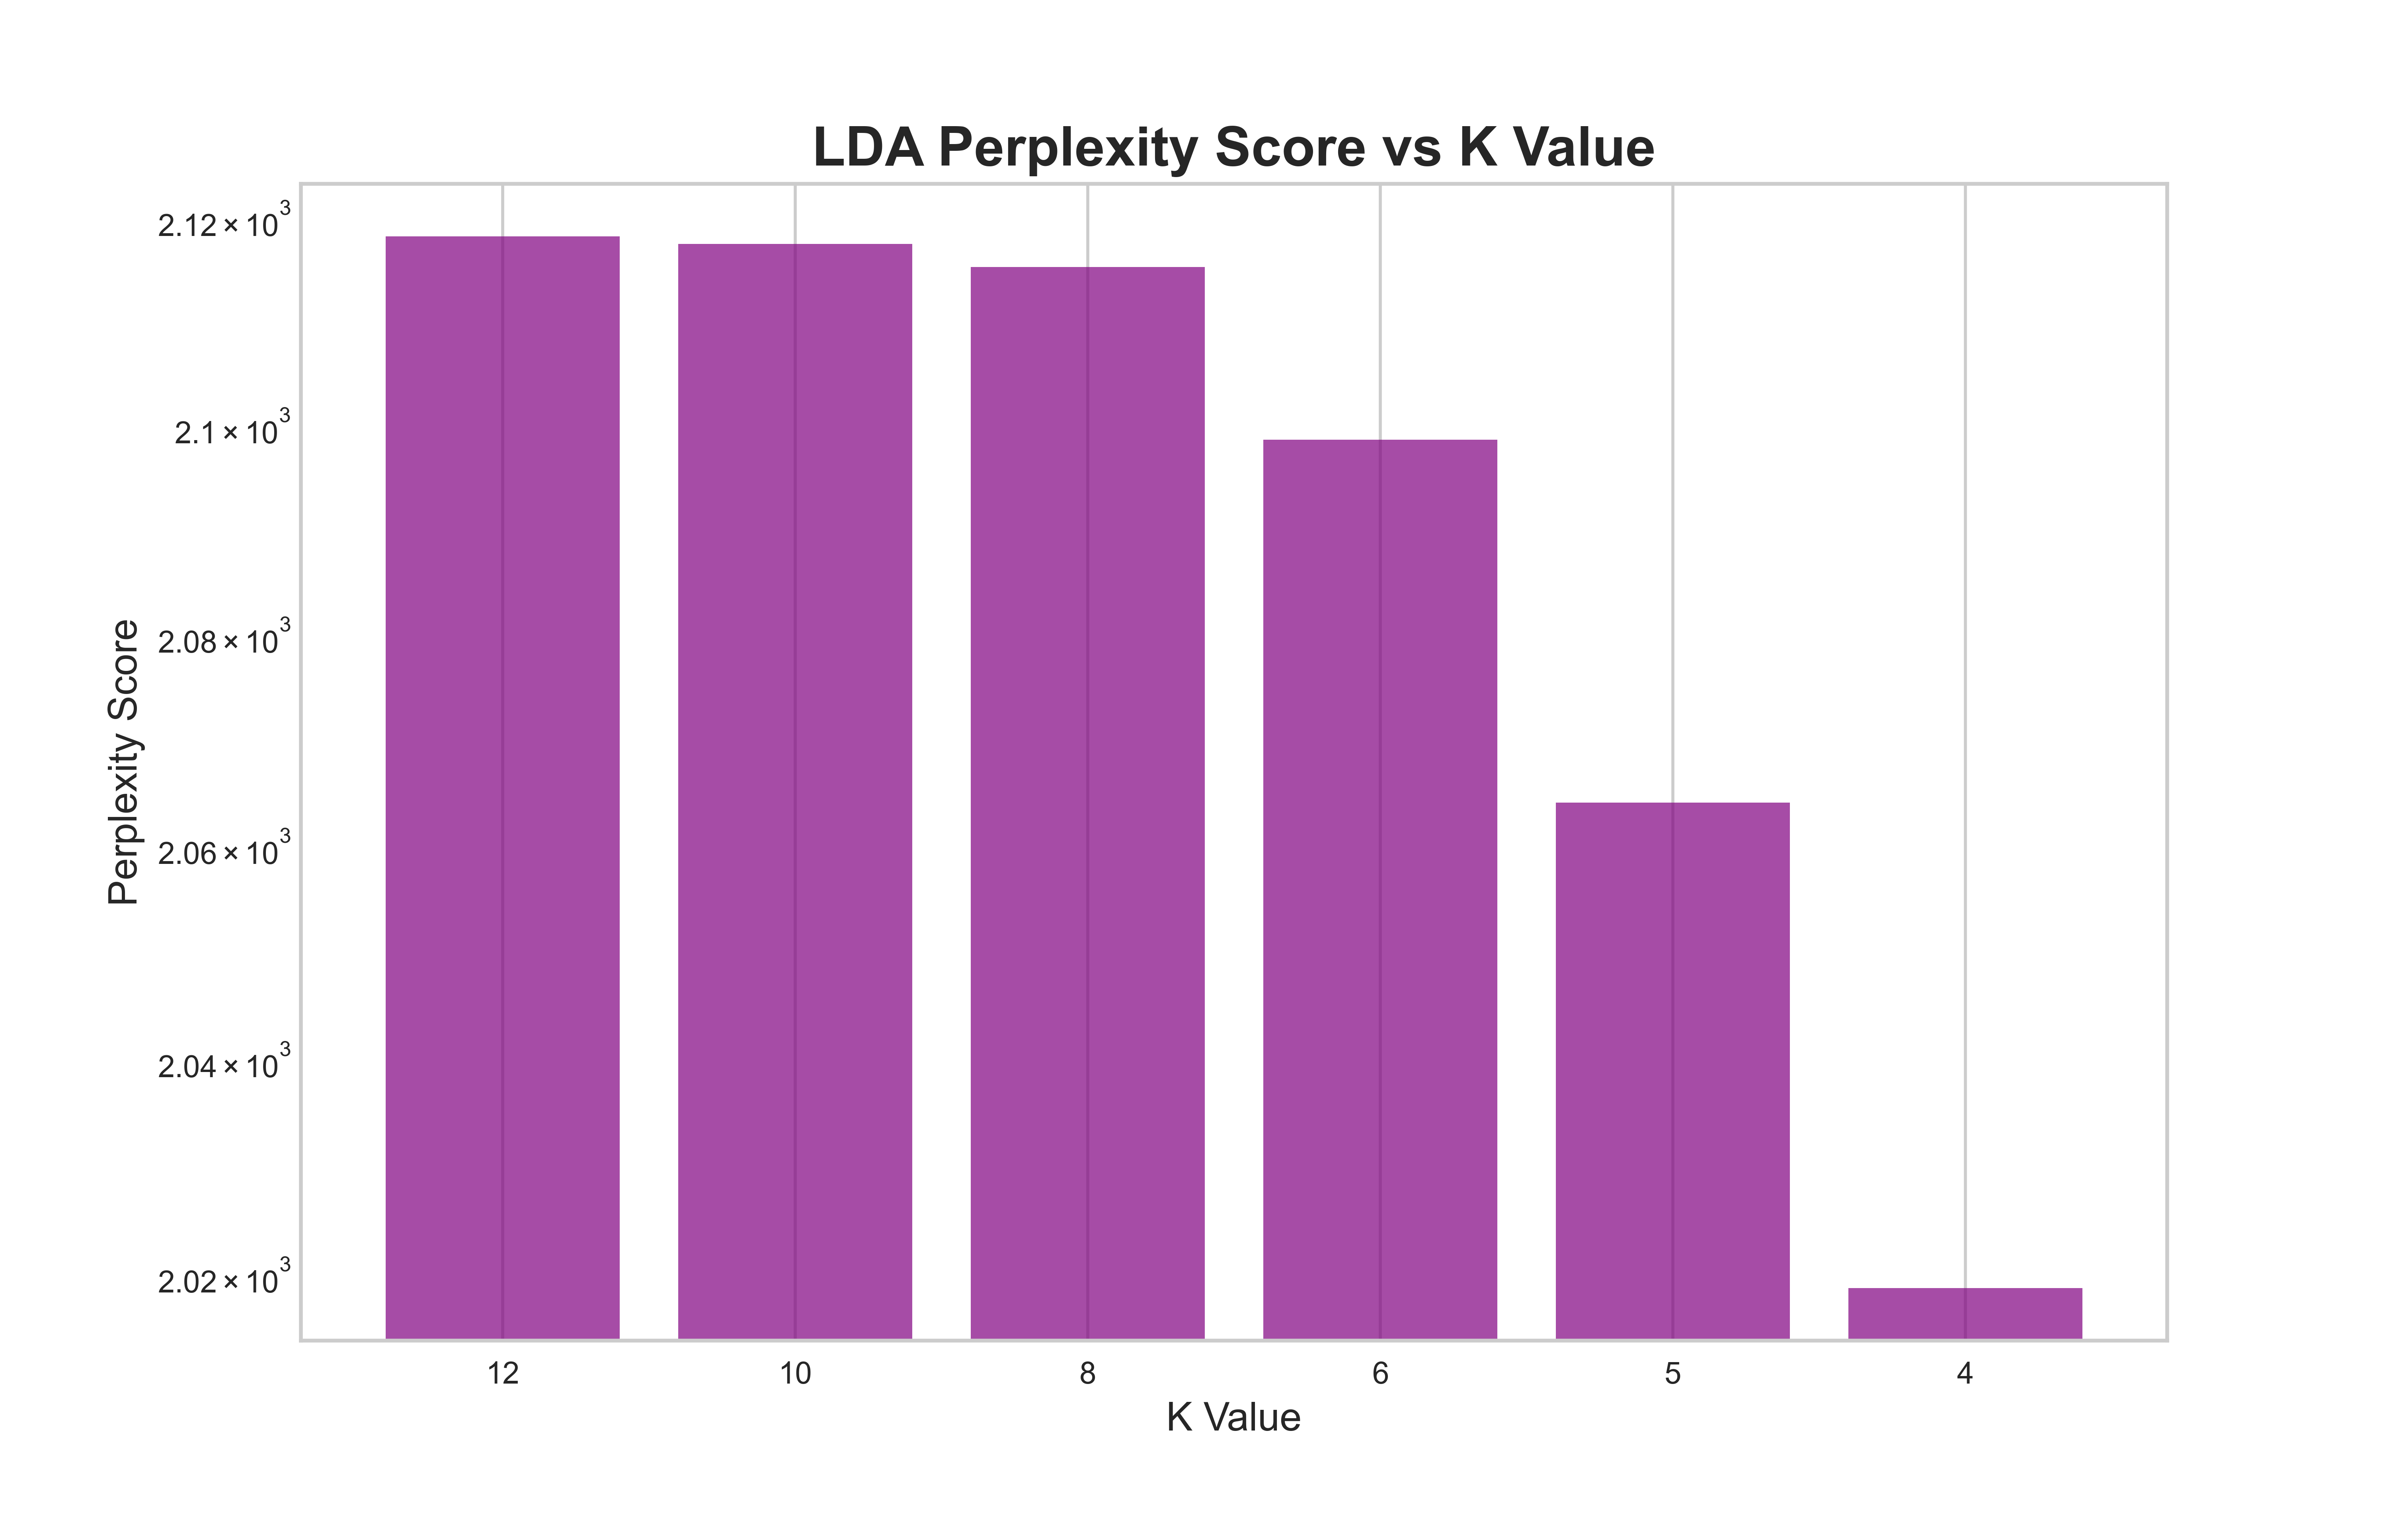 LDA Perplexity Score vs K Value
2.12 × 10³
2.1 × 10³
2.08 × 10³
2.06 × 10³
2.04 × 10³
2.02 × 10³
Perplexity Score
12 10 8 6 5 4
K Value